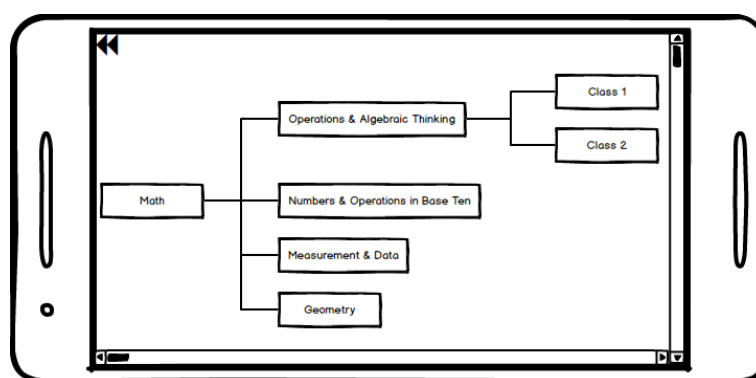 Math
Operations & Algebraic Thinking
Class 1
Class 2
Numbers & Operations in Base Ten
Measurement & Data
Geometry